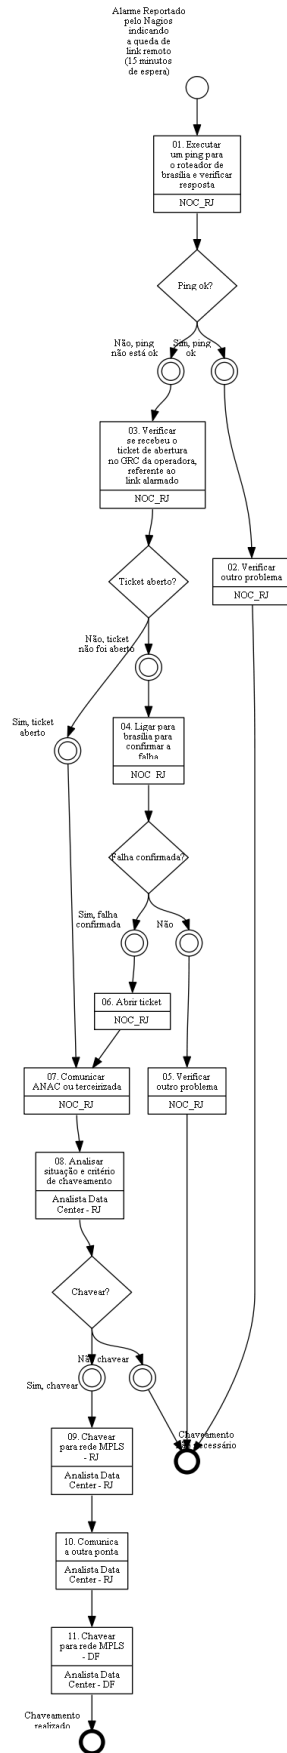 Alarme Reportado
pelo Nagios
indicando
a queda de
link remoto
(15 minutos
de espera)
01. Executar
um ping para
o roteador de
brasília e verificar
resposta
NOC_RJ
Ping ok?
Não, ping
não está ok
Sim, ping
ok
03. Verificar
se recebeu o
ticket de abertura
no GRC da operadora,
referente ao
link alarmado
NOC_RJ
02. Verificar
outro problema
NOC_RJ
Ticket aberto?
Não, ticket
não foi aberto
Sim, ticket
aberto
04. Ligar para
brasília para
confirmar a
falha
NOC_RJ
Falha confirmada?
Sim, falha
confirmada
Não
06. Abrir ticket
NOC_RJ
07. Comunicar
ANAC ou terceirizada
NOC_RJ
05. Verificar
outro problema
NOC_RJ
08. Analisar
situação e critério
de chaveamento
Analista Data
Center - RJ
Chavear?
Não, chavear
Sim, chavear
09. Chavear
para rede MPLS
- RJ
Analista Data
Center - RJ
Chaveamento
necessário
10. Comunica
a outra ponta
Analista Data
Center - RJ
11. Chavear
para rede MPLS
- DF
Analista Data
Center - DF
Chaveamento
realizado